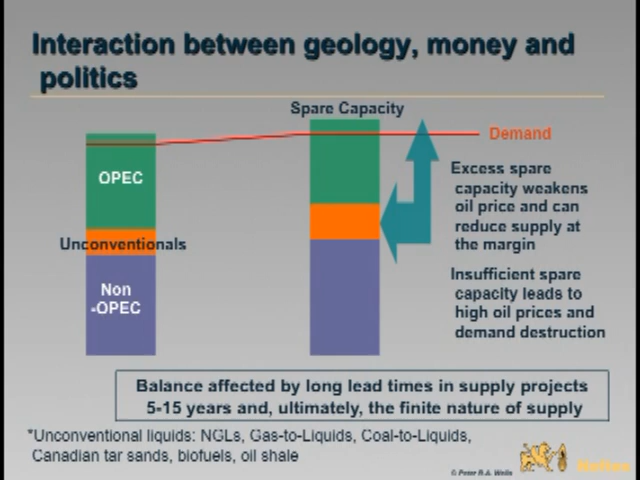 Interaction between geology, money and
politics
Spare Capacity
Demand
OPEC
Unconventionals
Non
-OPEC
Excess spare
capacity weakens
oil price and can
reduce supply at
the margin
Insufficient spare
capacity leads to
high oil prices and
demand destruction
Balance affected by long lead times in supply projects
5-15 years and, ultimately, the finite nature of supply
*Unconventional liquids: NGLs, Gas-to-Liquids, Coal-to-Liquids,
Canadian tar sands, biofuels, oil shale
© Peter R.A. Wells